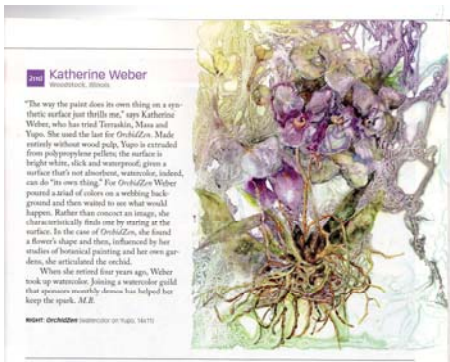 2nd Katherine Weber
Woodstock, Illinois
"The way the paint does its own thing on a syn-
thetic surface just thrills me," says Katherine
Weber, who has tried Terraskin, Masa and
Yupo. She used the last for OrchidZen. Made
entirely without wood pulp, Yupo is extruded
from polypropylene pellets; the surface is
bright white, slick and waterproof; given a
surface that's not absorbent, watercolor, indeed,
can do "its own thing." For OrchidZen Weber
poured a triad of colors on a webbing back-
ground and then waited to see what would
happen. Rather than concoct an image, she
characteristically finds one by staring at the
surface. In the case of OrchidZen, she found
a flower's shape and then, influenced by her
studies of botanical painting and her own gar-
dens, she articulated the orchid.
When she retired four years ago, Weber
took up watercolor. Joining a watercolor guild
that sponsors monthly demos has helped her
keep the spark. M.B.
RIGHT: OrchidZen (watercolor on Yupo, 14x11)